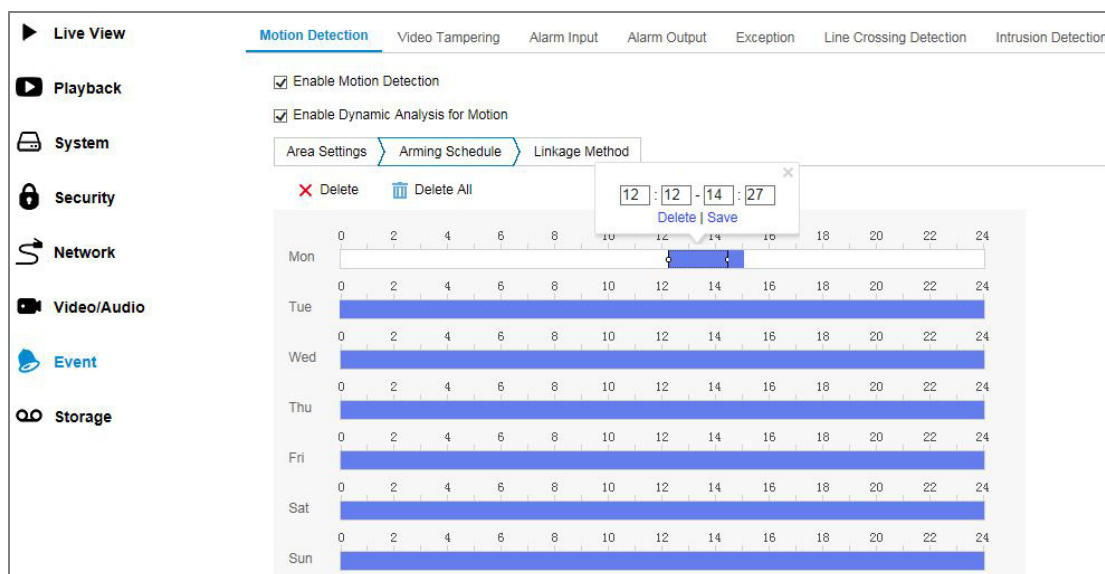 Live View
Motion Detection Video Tampering Alarm Input Alarm Output Exception Line Crossing Detection Intrusion Detection
Playback
Enable Motion Detection
Enable Dynamic Analysis for Motion
System
Area Settings Arming Schedule Linkage Method
Security
Delete Delete All
12 : 12 - 14 : 27
Delete | Save
Network
0 2 4 6 8 10 12 14 16 18 20 22 24
Mon
Video/Audio
0 2 4 6 8 10 12 14 16 18 20 22 24
Tue
Event
0 2 4 6 8 10 12 14 16 18 20 22 24
Wed
Storage
0 2 4 6 8 10 12 14 16 18 20 22 24
Thu
0 2 4 6 8 10 12 14 16 18 20 22 24
Fri
0 2 4 6 8 10 12 14 16 18 20 22 24
Sat
0 2 4 6 8 10 12 14 16 18 20 22 24
Sun